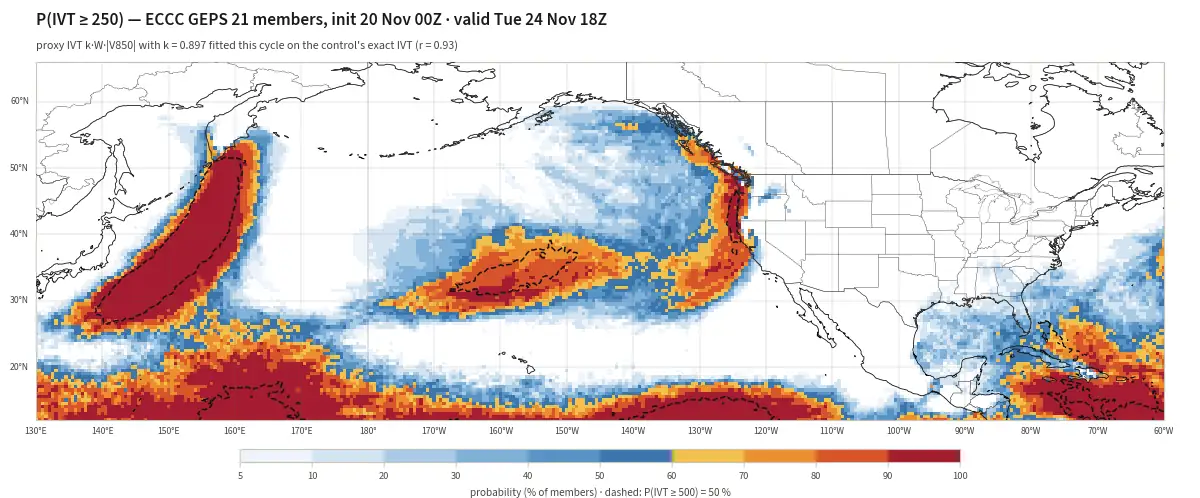 P(IVT ≥ 250) — ECCC GEPS 21 members, init 20 Nov 00Z · valid Tue 24 Nov 18Z
proxy IVT k·W·|V850| with k = 0.897 fitted this cycle on the control's exact IVT (r = 0.93)
60°N
50°N
40°N
30°N
20°N
130°E 140°E 150°E 160°E 170°E 180° 170°W 160°W 150°W 140°W 130°W 120°W 110°W 100°W 90°W 80°W 70°W 60°W
5 10 20 30 40 50 60 70 80 90 100
probability (% of members) · dashed: P(IVT ≥ 500) = 50 %